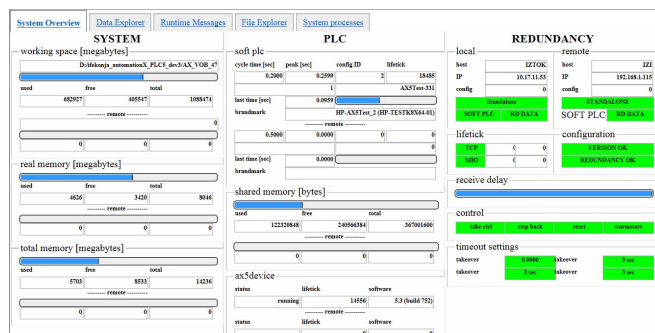 System Overview Data Explorer Runtime Messages File Explorer System processes
SYSTEM
working space [megabytes]
D:/ifakenja_automationX_PLC5_dev3/AX_VOB_47
used free total
682927 405547 1088474
---------- remote ----------
0
0 0 0
real memory [megabytes]
used free total
4626 3420 8046
---------- remote ----------
0 0 0
total memory [megabytes]
used free total
5703 8533 14236
---------- remote ----------
0 0 0
PLC
soft plc
cycle time [sec] peak [sec] config ID lifetick
0.2000 0.2599 2 18485
1 AX5Test-331
last time [sec] 0.0959
brandmark HP-AX5Test_2 (HP-TESTK8X64-01)
---------- remote ----------
0.5000 0.0000 0 0
0
last time [sec] 0.0000
brandmark
shared memory [bytes]
used free total
122320848 240566384 367001600
---------- remote ----------
0 0 0
ax5device
status lifetick software
running 14556 5.3 (build 752)
---------- remote ----------
status lifetick software
REDUNDANCY
local
host IZTOK
IP 10.17.11.53
config 0
Standalone
SOFT PLC RD DATA
remote
host IZI
IP 192.168.1.115
config 0
STANDALONE
SOFT PLC RD DATA
lifetick
TCP 0 0
MIO 0 0
configuration
VERSION OK
REDUNDANCY OK
receive delay
control
take ctrl step back reset warmstart
timeout settings
takeover 0.0000 takeover 3 sec
takeover 3 sec takeover 3 sec